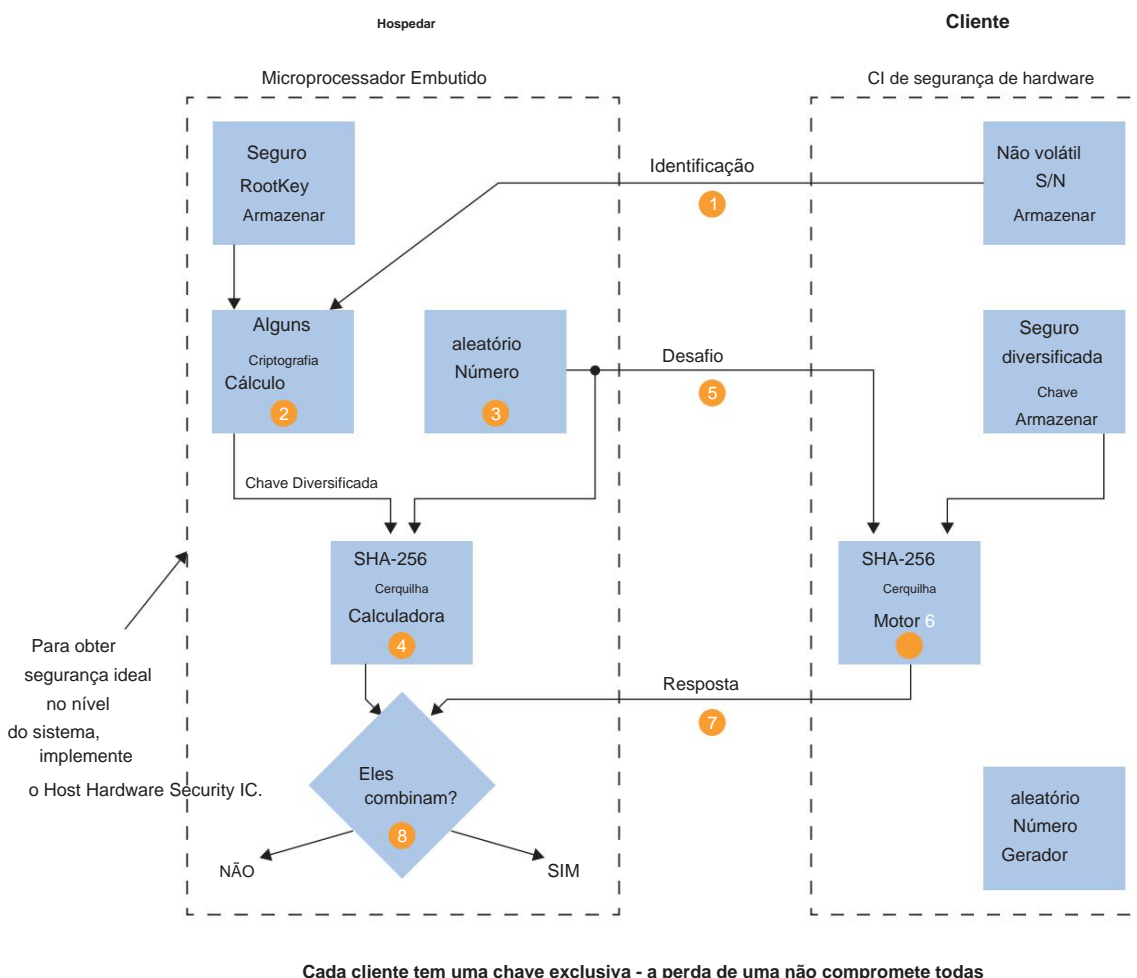 Hospedar
Cliente
Microprocessador Embutido
CI de segurança de hardware
Seguro
RootKey
Armazenar
Identificação
1
Não volátil
S/N
Armazenar
Alguns
Criptografia
Cálculo
2
aleatório
Número
3
Desafio
5
Seguro
diversificada
Chave
Armazenar
Chave Diversificada
SHA-256
Cerquilha
Calculadora
4
SHA-256
Cerquilha
Motor 6
Para obter
segurança ideal
no nível
do sistema,
implemente
o Host Hardware Security IC.
Resposta
7
Eles
combinam?
8
NÃO
SIM
aleatório
Número
Gerador
Cada cliente tem uma chave exclusiva - a perda de uma não compromete todas